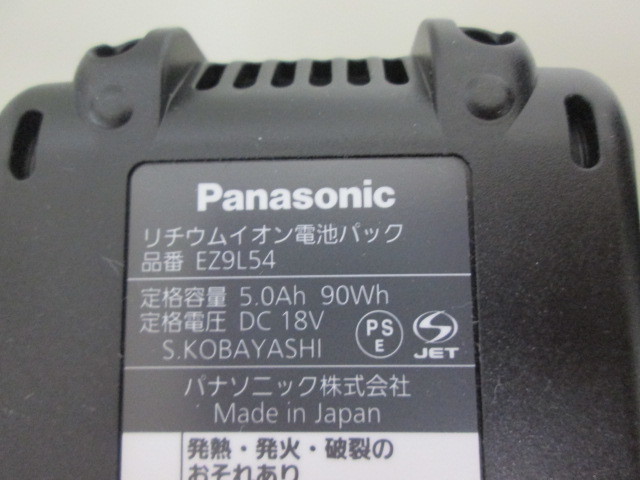 Panasonic
リチウムイオン電池パック
品番 EZ9L54
定格容量 5.0Ah 90Wh
定格電圧 DC 18V
PS
E
JET
S.KOBAYASHI
パナソニック株式会社
Made in Japan
発熱・発火・破裂の
おそれあり